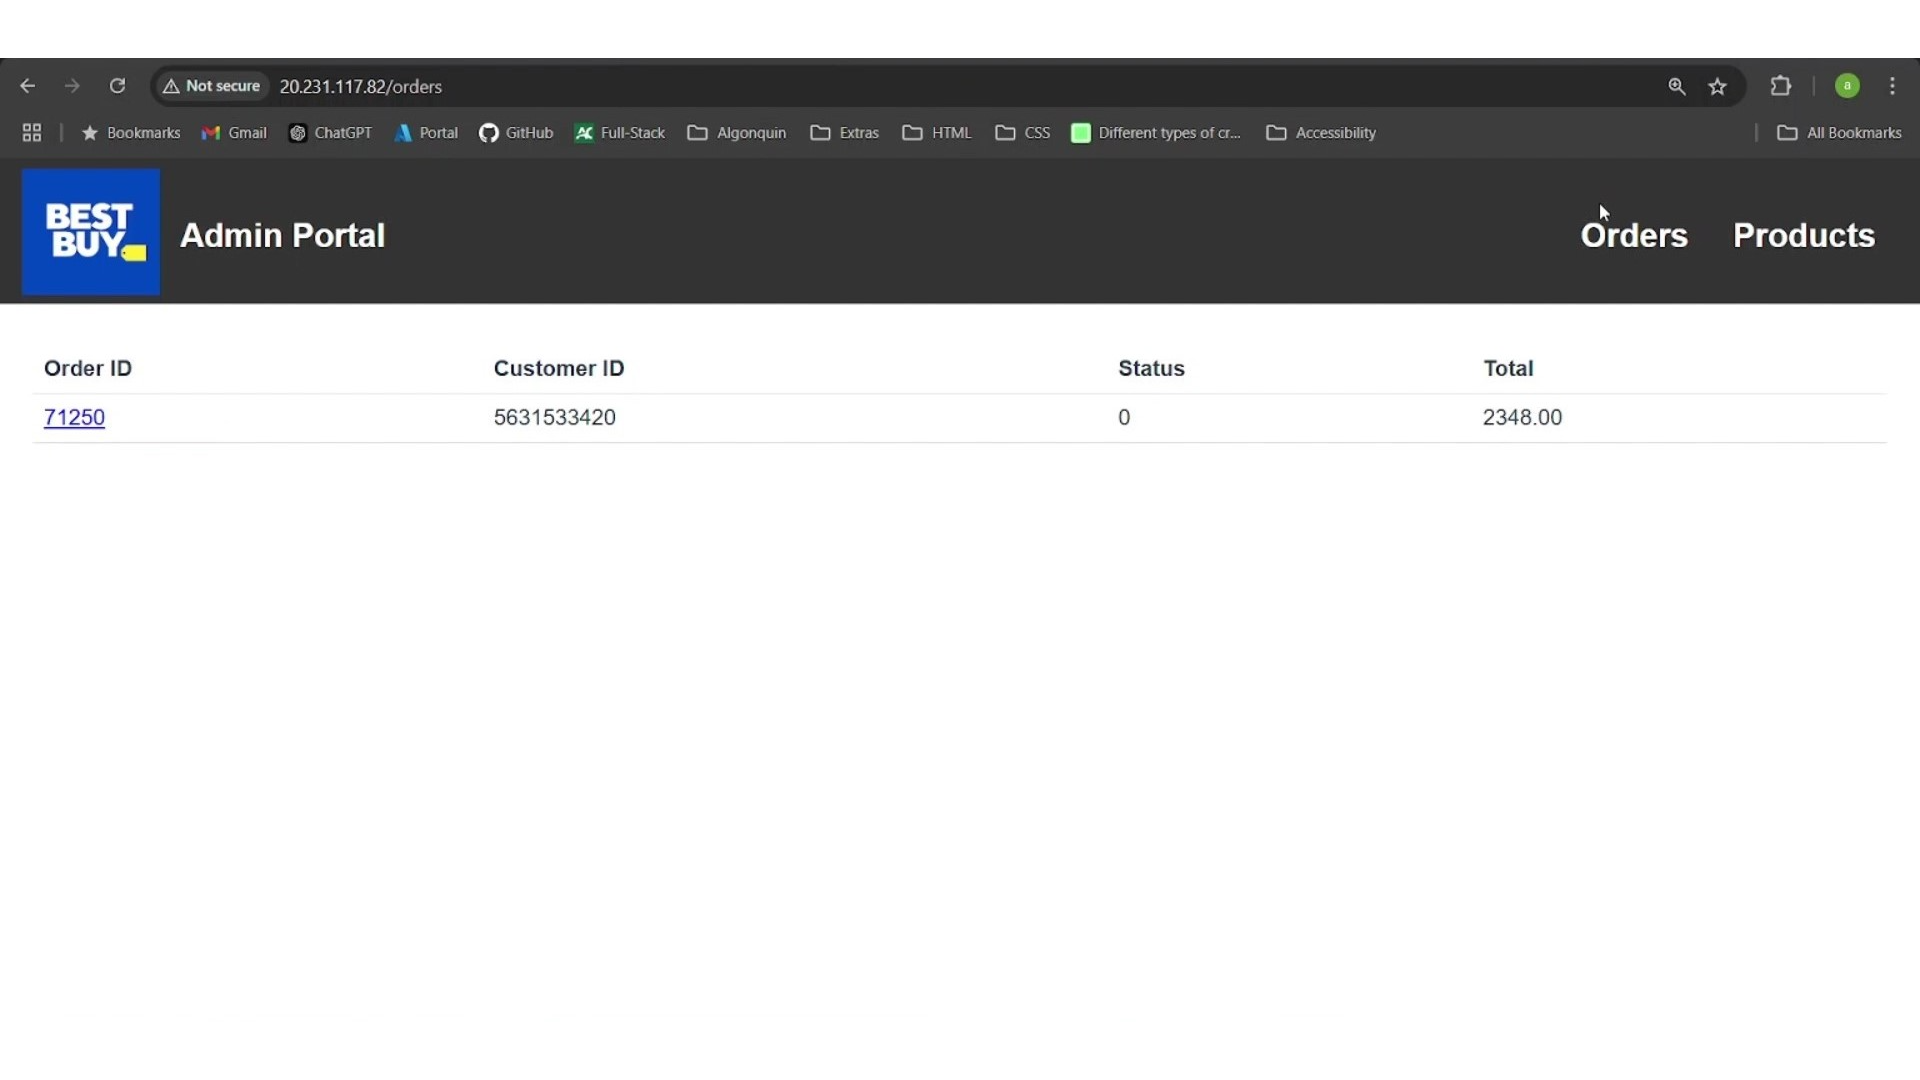 Not secure 20.231.117.82/orders a
Bookmarks Gmail ChatGPT Portal GitHub AC Full-Stack Algonquin Extras HTML CSS Different types of cr... Accessibility All Bookmarks
BEST
BUY
Admin Portal Orders Products
Order ID Customer ID Status Total
71250 5631533420 0 2348.00